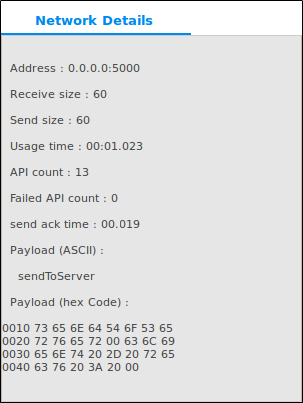 Network Details
Address : 0.0.0.0:5000
Receive size : 60
Send size : 60
Usage time : 00:01.023
API count : 13
Failed API count : 0
send ack time : 00.019
Payload (ASCII) :
sendToServer
Payload (hex Code) :
0010 73 65 6E 64 54 6F 53 65
0020 72 76 65 72 00 63 6C 69
0030 65 6E 74 20 2D 20 72 65
0040 63 76 20 3A 20 00